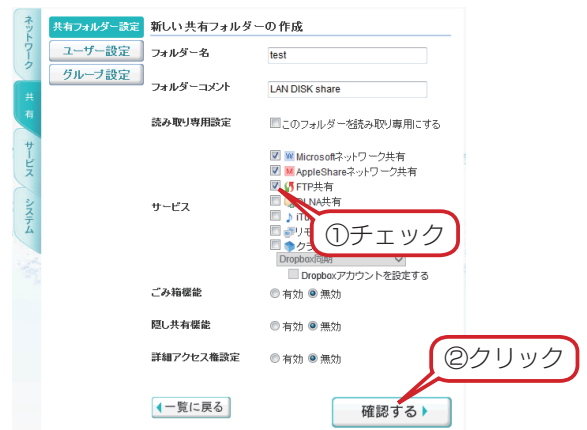 ネットワーク
共有
サービス
システム
共有フォルダー設定
ユーザー設定
グループ設定
新しい共有フォルダーの作成
フォルダー名
test
フォルダーコメント
LAN DISK share
読み取り専用設定
このフォルダーを読み取り専用にする
サービス
Microsoftネットワーク共有
AppleShareネットワーク共有
FTP共有
DLNA共有
リモ
クラ
①チェック
Dropbox同期
Dropboxアカウントを設定する
ごみ箱機能
有効 無効
隠し共有機能
有効 無効
詳細アクセス権設定
有効 無効
②クリック
一覧に戻る
確認する